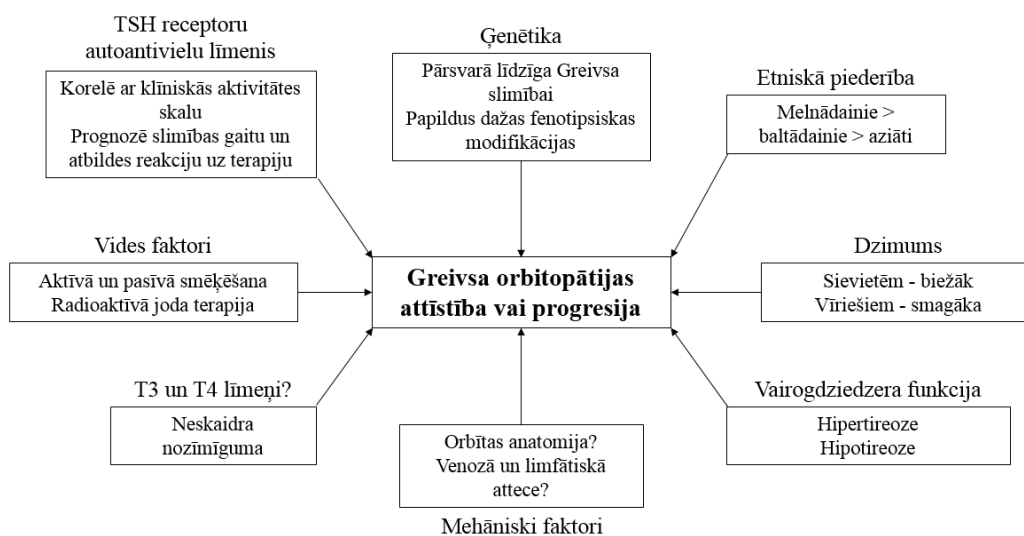 TSH receptoru
autoantivielu līmenis
Korelē ar klīniskās aktivitātes
skalu
Prognozē slimības gaitu un
atbildes reakciju uz terapiju
Ģenētika
Pārsvarā līdzīga Greivsa
slimībai
Papildus dažas fenotipsiskas
modifikācijas
Etniskā piederība
Melnādainie >
baltādainie > aziāti
Vides faktori
Aktīvā un pasīvā smēķēšana
Radioaktīvā joda terapija
Greivsa orbitopātijas
attīstība vai progresija
Dzimums
Sievietēm - biežāk
Vīriešiem - smagāka
T3 un T4 līmeņi?
Neskaidra
nozīmīguma
Orbītas anatomija?
Venozā un limfātiskā
attece?
Mehāniski faktori
Vairogdziedzera funkcija
Hipertireoze
Hipotireoze